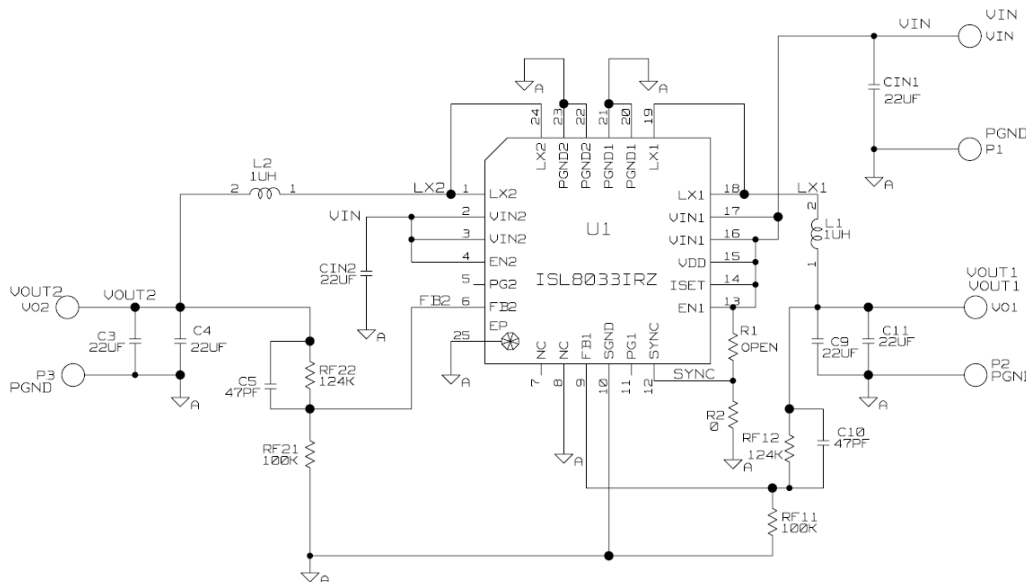 VIN
VIN
VIN
CIN1
22UF
A
PGND
P1
A
A
24
23
22
21
20
19
LX2
PGND2
PGND2
PGND1
PGND1
LX1
L2
1UH
2
1
LX2
1
LX2
VIN
2
VIN2
3
VIN2
4
EN2
5
PG2
FB2
6
FB2
EP
25
A
CIN2
22UF
A
U1
ISL8033IRZ
LX1
18
LX1
VIN1
17
VIN1
16
VDD
15
ISET
14
EN1
13
2
L1
1UH
1
NC
NC
FB1
SGND
PG1
SYNC
7
8
9
10
11
12
SYNC
R1
OPEN
R2
0
A
A
VOUT2
VO2
VOUT2
C3
22UF
C4
22UF
P3
PGND
A
C5
47PF
RF22
124K
RF21
100K
A
VOUT1
VOUT1
VO1
C9
22UF
C11
22UF
P2
PGND
A
RF12
124K
C10
47PF
RF11
100K